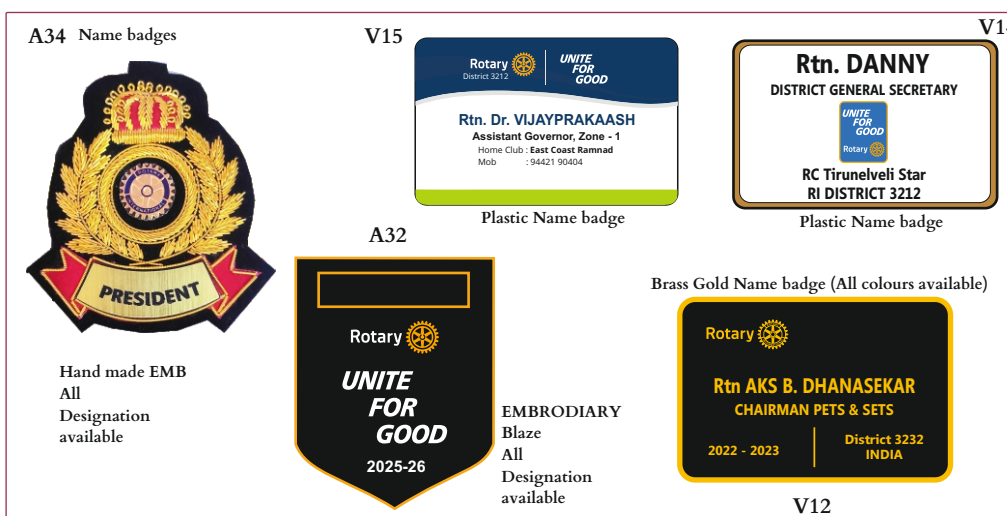 A34 Name badges
ROTARY
INTERNATIONAL
PRESIDENT
Hand made EMB
All
Designation
available
V15
Rotary
District 3212
UNITE
FOR
GOOD
Rtn. Dr. VIJAYPRAKAASH
Assistant Governor, Zone - 1
Home Club : East Coast Ramnad
Mob : 94421 90404
Plastic Name badge
Rtn. DANNY
DISTRICT GENERAL SECRETARY
UNITE
FOR
GOOD
Rotary
RC Tirunelveli Star
RI DISTRICT 3212
Plastic Name badge
A32
Rotary
UNITE
FOR
GOOD
2025-26
EMBRODIARY
Blaze
All
Designation
available
Brass Gold Name badge (All colours available)
Rotary
Rtn AKS B. DHANASEKAR
CHAIRMAN PETS & SETS
2022 - 2023
District 3232
INDIA
V12